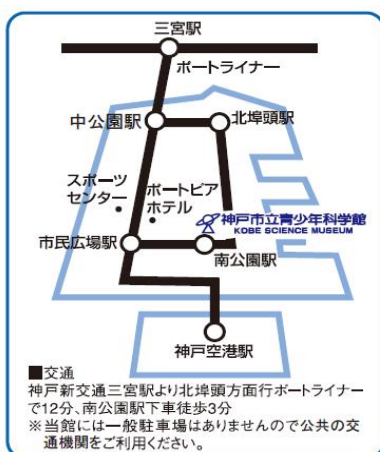 三宮駅
ポートライナー
中公園駅
北埠頭駅
スポーツ
センター
ポートピア
ホテル
神戸市立青少年科学館
KOBE SCIENCE MUSEUM
市民広場駅
南公園駅
神戸空港駅
■交通
神戸新交通三宮駅より北埠頭方面行ポートライナー
で12分、南公園駅下車徒歩3分
※当館には一般駐車場はありませんので公共の交
通機関をご利用ください。